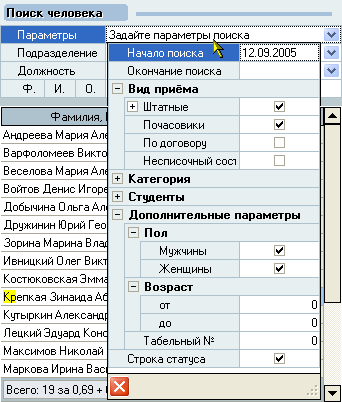 Поиск человека
Параметры Задайте параметры поиска
Подразделение Начало поиска 12.09.2005
Должность Окончание поиска
Ф. И. О. Вид приёма
Фамилия, Штатные
Андреева Мария Але Почасовики
Варфоломеев Викто По договору
Веселова Мария Але Несписочный сост
Войтов Денис Игоре Категория
Добычина Ольга Але Студенты
Дружинин Юрий Гео Дополнительные параметры
Зорина Марина Влад Пол
Ивницкий Олег Викт Мужчины
Костюковская Эмма Женщины
Крепкая Зинаида Аб Возраст
Кутыркин Александр от 0
Лецкий Эдуард Конс до 0
Максимов Николай Табельный № 0
Маркова Ирина Вас Строка статуса
Всего: 19 за 0,69 +